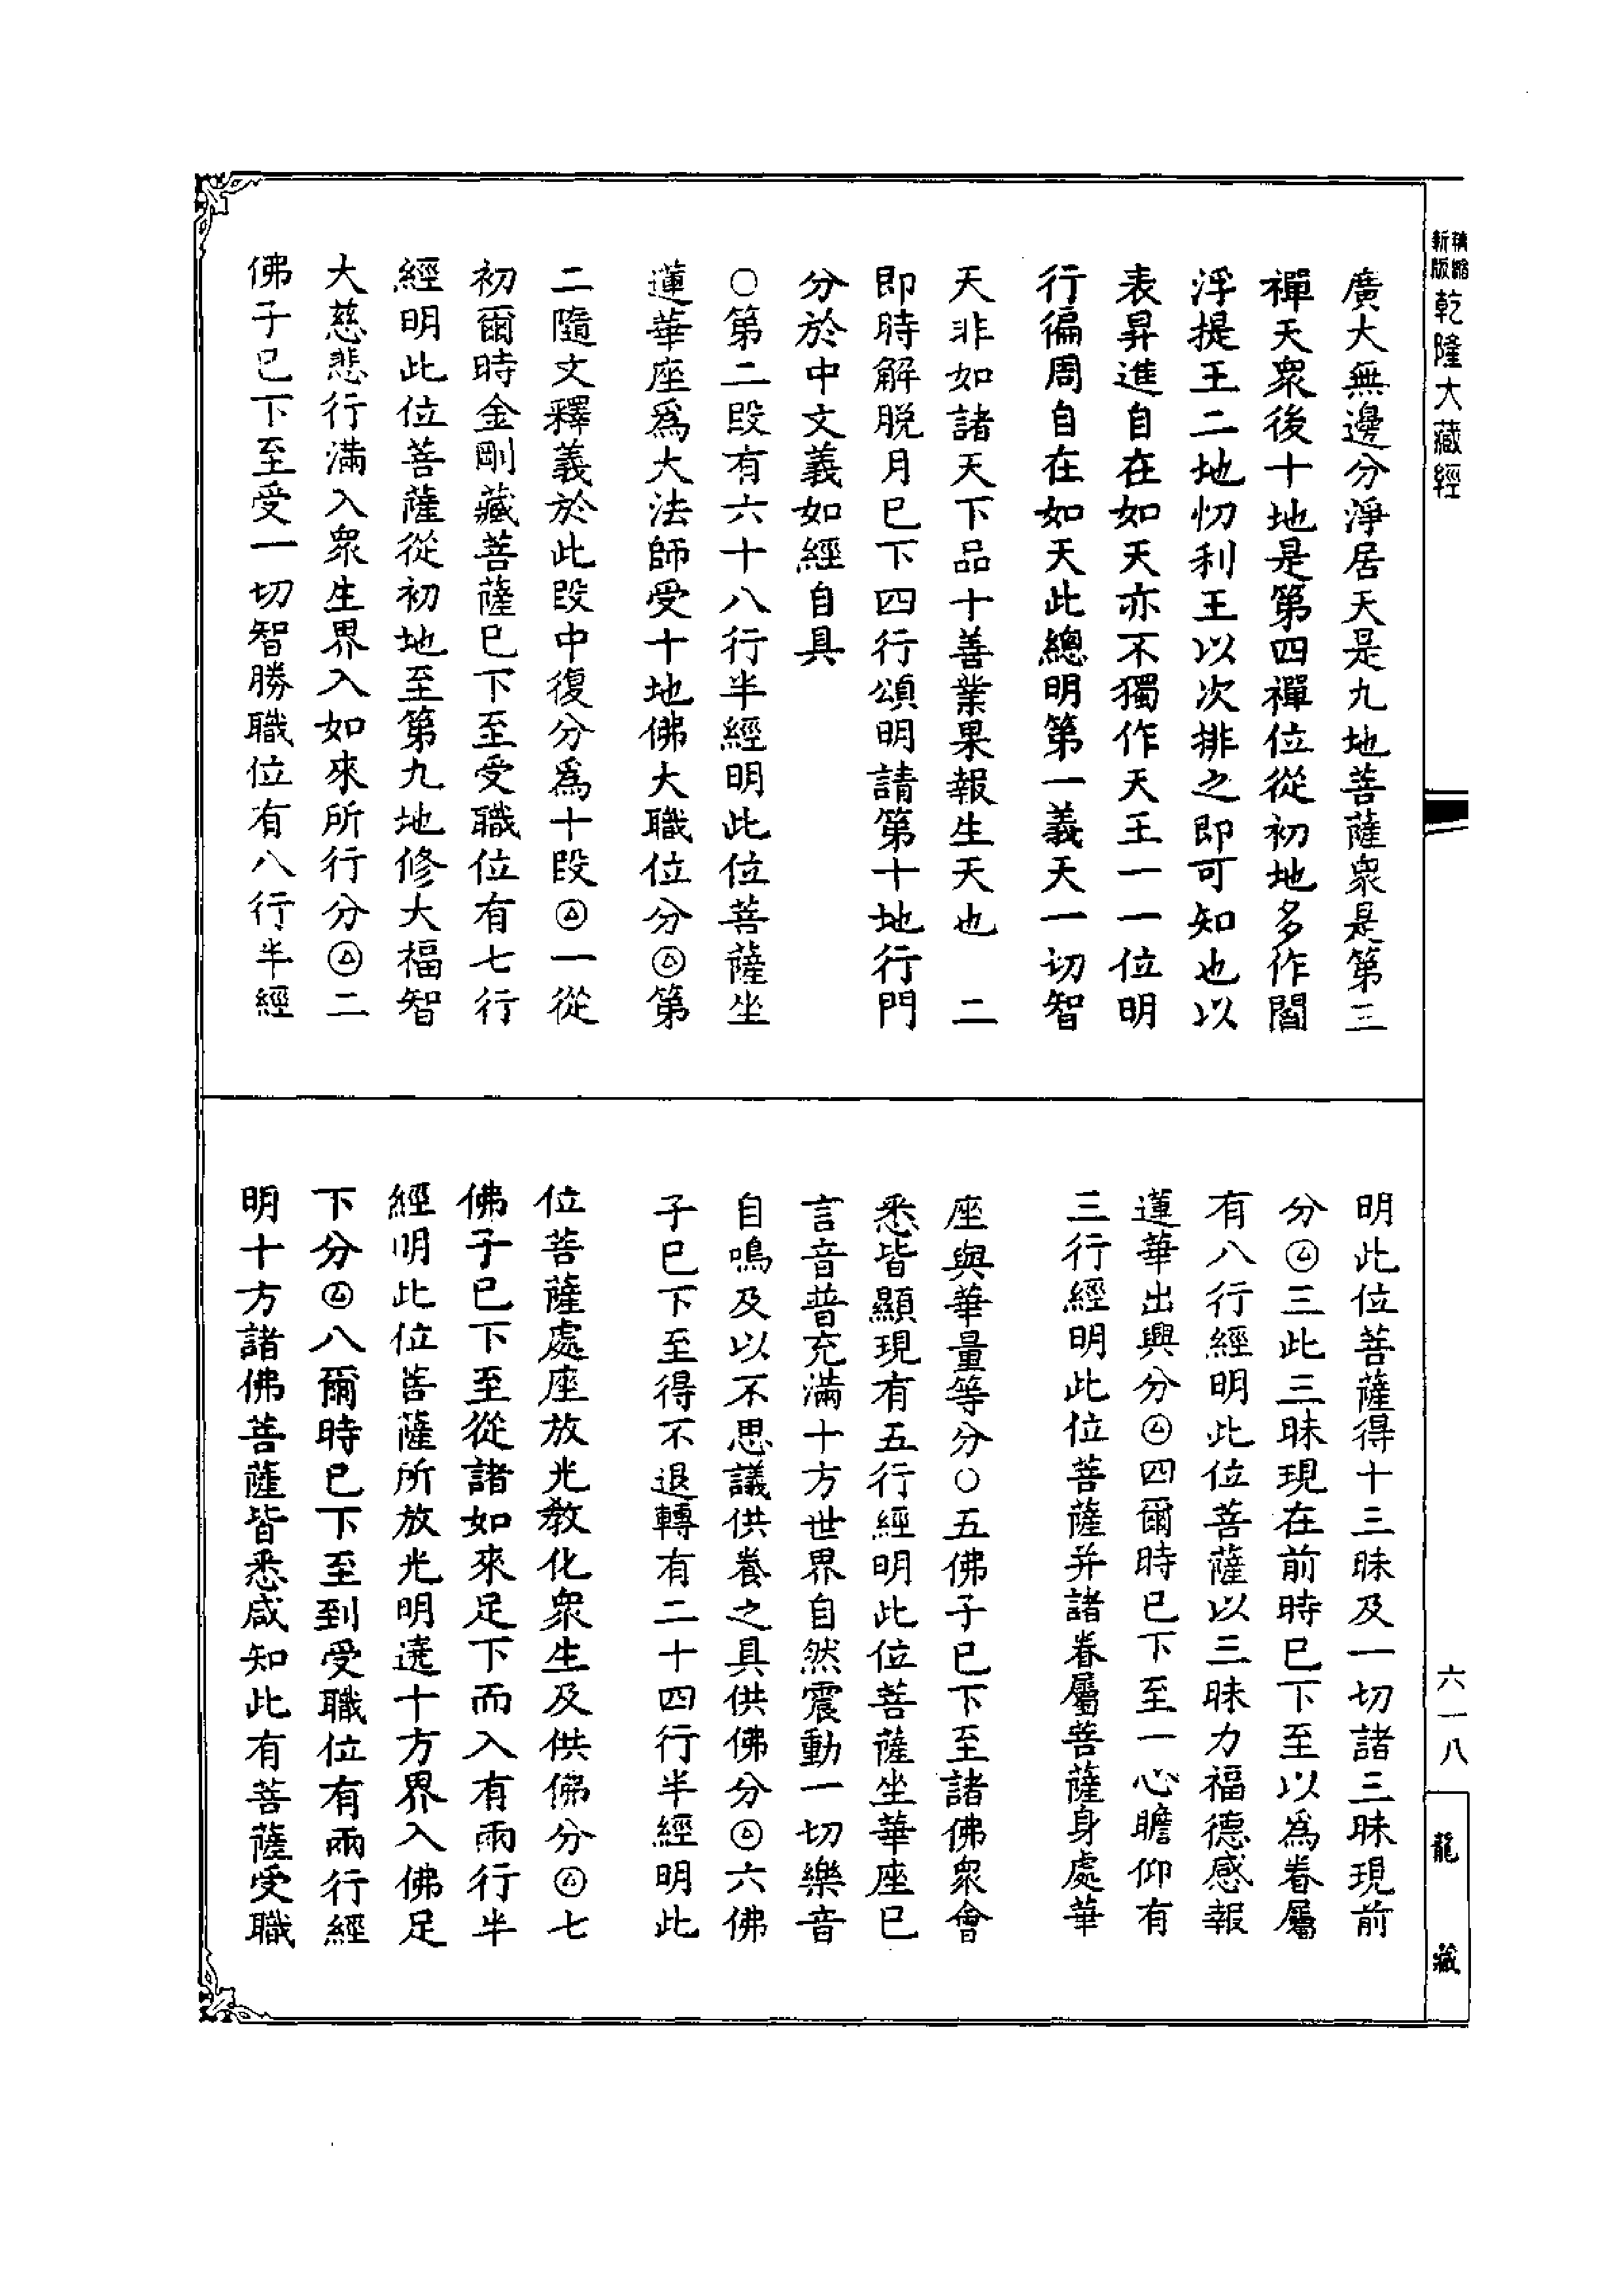 新版
精縮
乾隆大藏經
廣大無邊分淨居天是九地菩薩衆是第三
禪天衆後十地是第四禪位從初地多作閻
浮提王二地忉利王以次排之即可知也以
表昇進自在如天亦不獨作天王一一位明
行徧周自在如天此總明第一義天一切智
天非如諸天下品十善業果報生天也　二
即時解脱月已下四行頌明請第十地行門
分於中文義如經自具
○第二段有六十八行半經明此位菩薩坐
蓮華座爲大法師受十地佛大職位分㊂第
二隨文釋義於此段中復分爲十段△一從
初爾時金剛藏菩薩已下至受職位有七行
經明此位菩薩從初地至第九地修大福智
大慈悲行滿入衆生界入如來所行分△二
佛子已下至受一切智勝職位有八行半經
明此位菩薩得十三昧及一切諸三昧現前
分△三此三昧現在前時已下至以爲眷屬
有八行經明此位菩薩以三昧力福德感報
蓮華出興分△四爾時已下至一心瞻仰有
三行經明此位菩薩并諸眷屬菩薩身處華
座與華量等分○五佛子已下至諸佛衆會
悉皆顯現有五行經明此位菩薩坐華座已
言音普充滿十方世界自然震動一切樂音
自鳴及以不思議供養之具供佛分△六佛
子已下至得不退轉有二十四行半經明此
位菩薩處座放光教化衆生及供佛分△七
佛子已下至從諸如來足下而入有兩行半
經明此位菩薩所放光明遶十方界入佛足
下分△八爾時已下至到受職位有兩行經
明十方諸佛菩薩皆悉咸知此有菩薩受職
六一八
龍藏